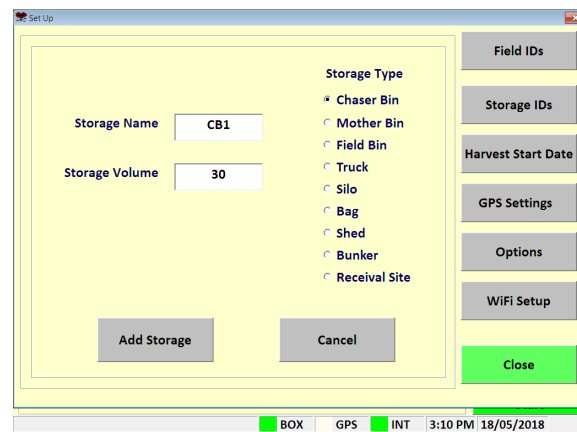 Set Up
Storage Type
Chaser Bin
Mother Bin
Field Bin
Truck
Silo
Bag
Shed
Bunker
Receival Site
Storage Name CB1
Storage Volume 30
Add Storage Cancel
Field IDs
Storage IDs
Harvest Start Date
GPS Settings
Options
WiFi Setup
Close
BOX GPS INT 3:10 PM 18/05/2018